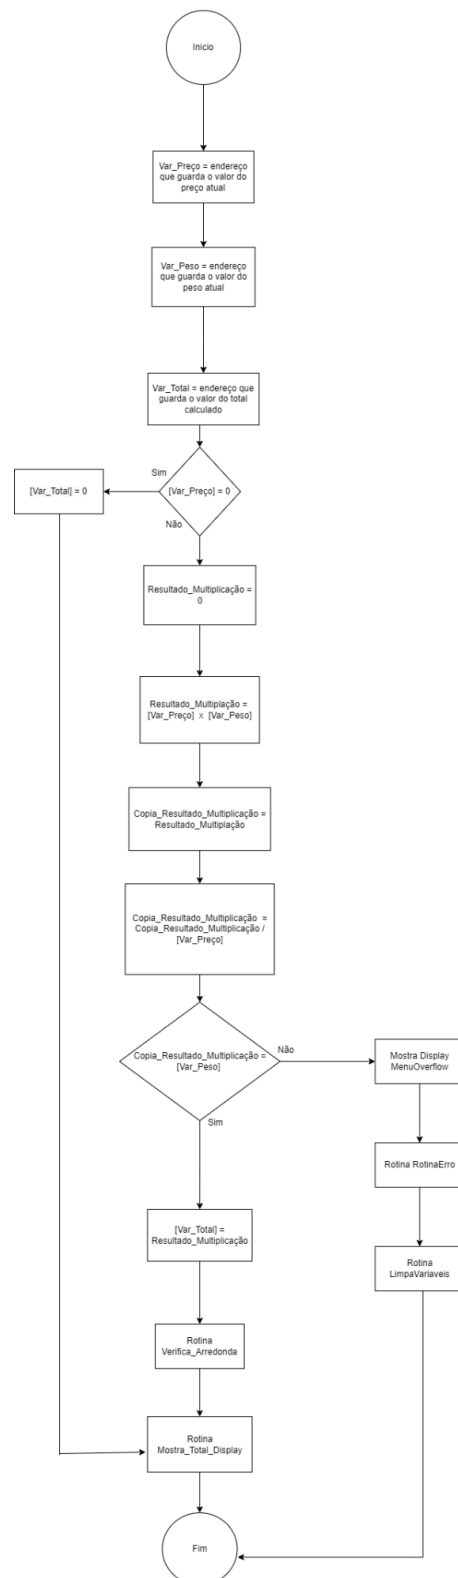 Inicio
Var_Preço = endereço
que guarda o valor do
preço atual
Var_Peso = endereço
que guarda o valor do
peso atual
Var_Total = endereço que
guarda o valor do total
calculado
Sim
[Var_Total] = 0
[Var_Preço] = 0
Não
Resultado_Multiplicação =
0
Resultado_Multiplação =
[Var_Preço] x [Var_Peso]
Copia_Resultado_Multiplicação =
Resultado_Multiplação
Copia_Resultado_Multiplicação =
Copia_Resultado_Multiplicação /
[Var_Preço]
Copia_Resultado_Multiplicação =
[Var_Peso]
Não
Mostra Display
MenuOverflow
Sim
Rotina RotinaErro
[Var_Total] =
Resultado_Multiplicação
Rotina
LimpaVariaveis
Rotina
Verifica_Arredonda
Rotina
Mostra_Total_Display
Fim